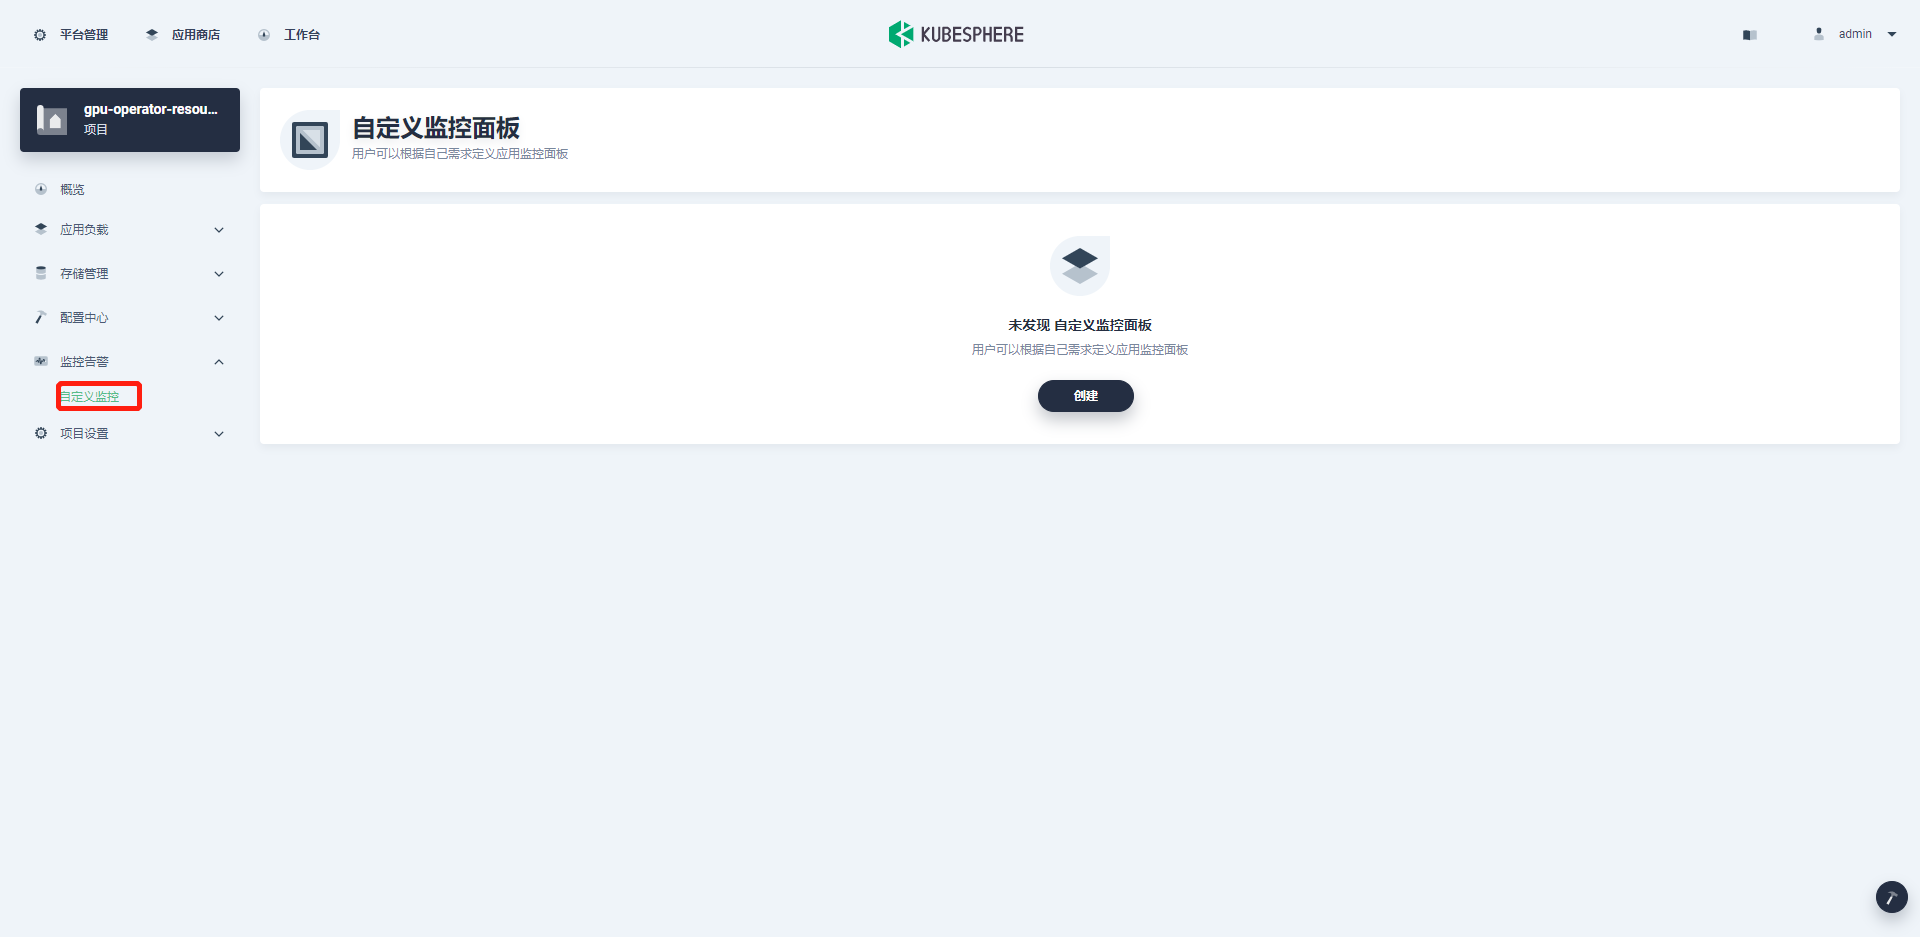 平台管理
应用商店
工作台
KUBESPHERE
admin
gpu-operator-resou...
项目
概览
应用负载
存储管理
配置中心
监控告警
自定义监控
项目设置
自定义监控面板
用户可以根据自己需求定义应用监控面板
未发现 自定义监控面板
用户可以根据自己需求定义应用监控面板
创建